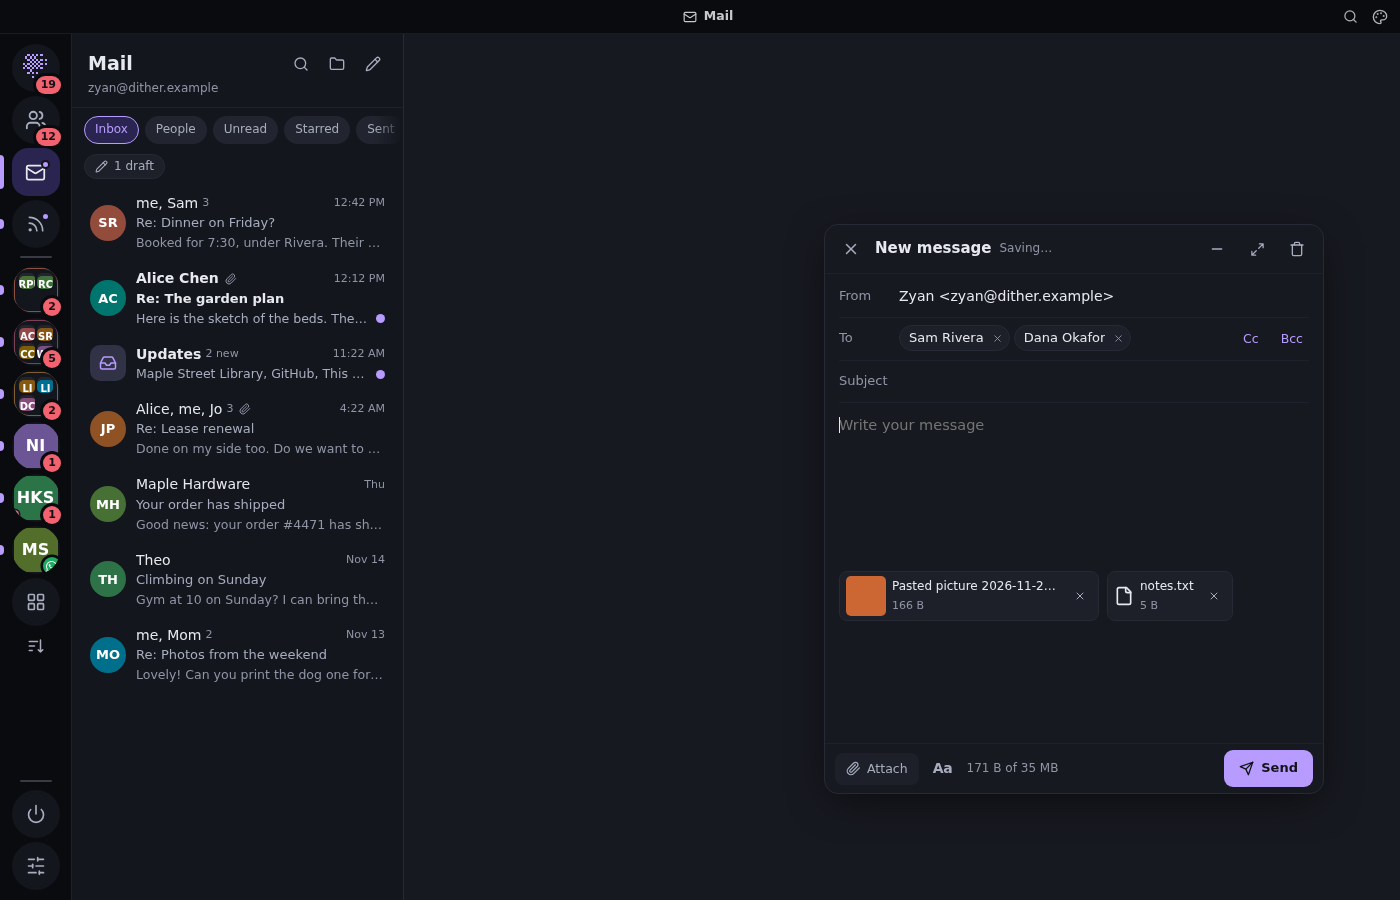 Mail
19
12
2
5
2
1
1
RP RC
AC SR
CC
LI LI
DC
NI
HKS
MS
Mail
zyan@dither.example
Inbox People Unread Starred Sent
1 draft
SR me, Sam 3 12:42 PM
Re: Dinner on Friday?
Booked for 7:30, under Rivera. Their ...
AC Alice Chen 12:12 PM
Re: The garden plan
Here is the sketch of the beds. The...
Updates 2 new 11:22 AM
Maple Street Library, GitHub, This ...
JP Alice, me, Jo 3 4:22 AM
Re: Lease renewal
Done on my side too. Do we want to ...
MH Maple Hardware Thu
Your order has shipped
Good news: your order #4471 has sh...
TH Theo Nov 14
Climbing on Sunday
Gym at 10 on Sunday? I can bring th...
MO me, Mom 2 Nov 13
Re: Photos from the weekend
Lovely! Can you print the dog one for...
New message Saving...
From Zyan <zyan@dither.example>
To Sam Rivera Dana Okafor Cc Bcc
Subject
Write your message
Pasted picture 2026-11-2...
166 B
notes.txt
5 B
Attach Aa 171 B of 35 MB Send